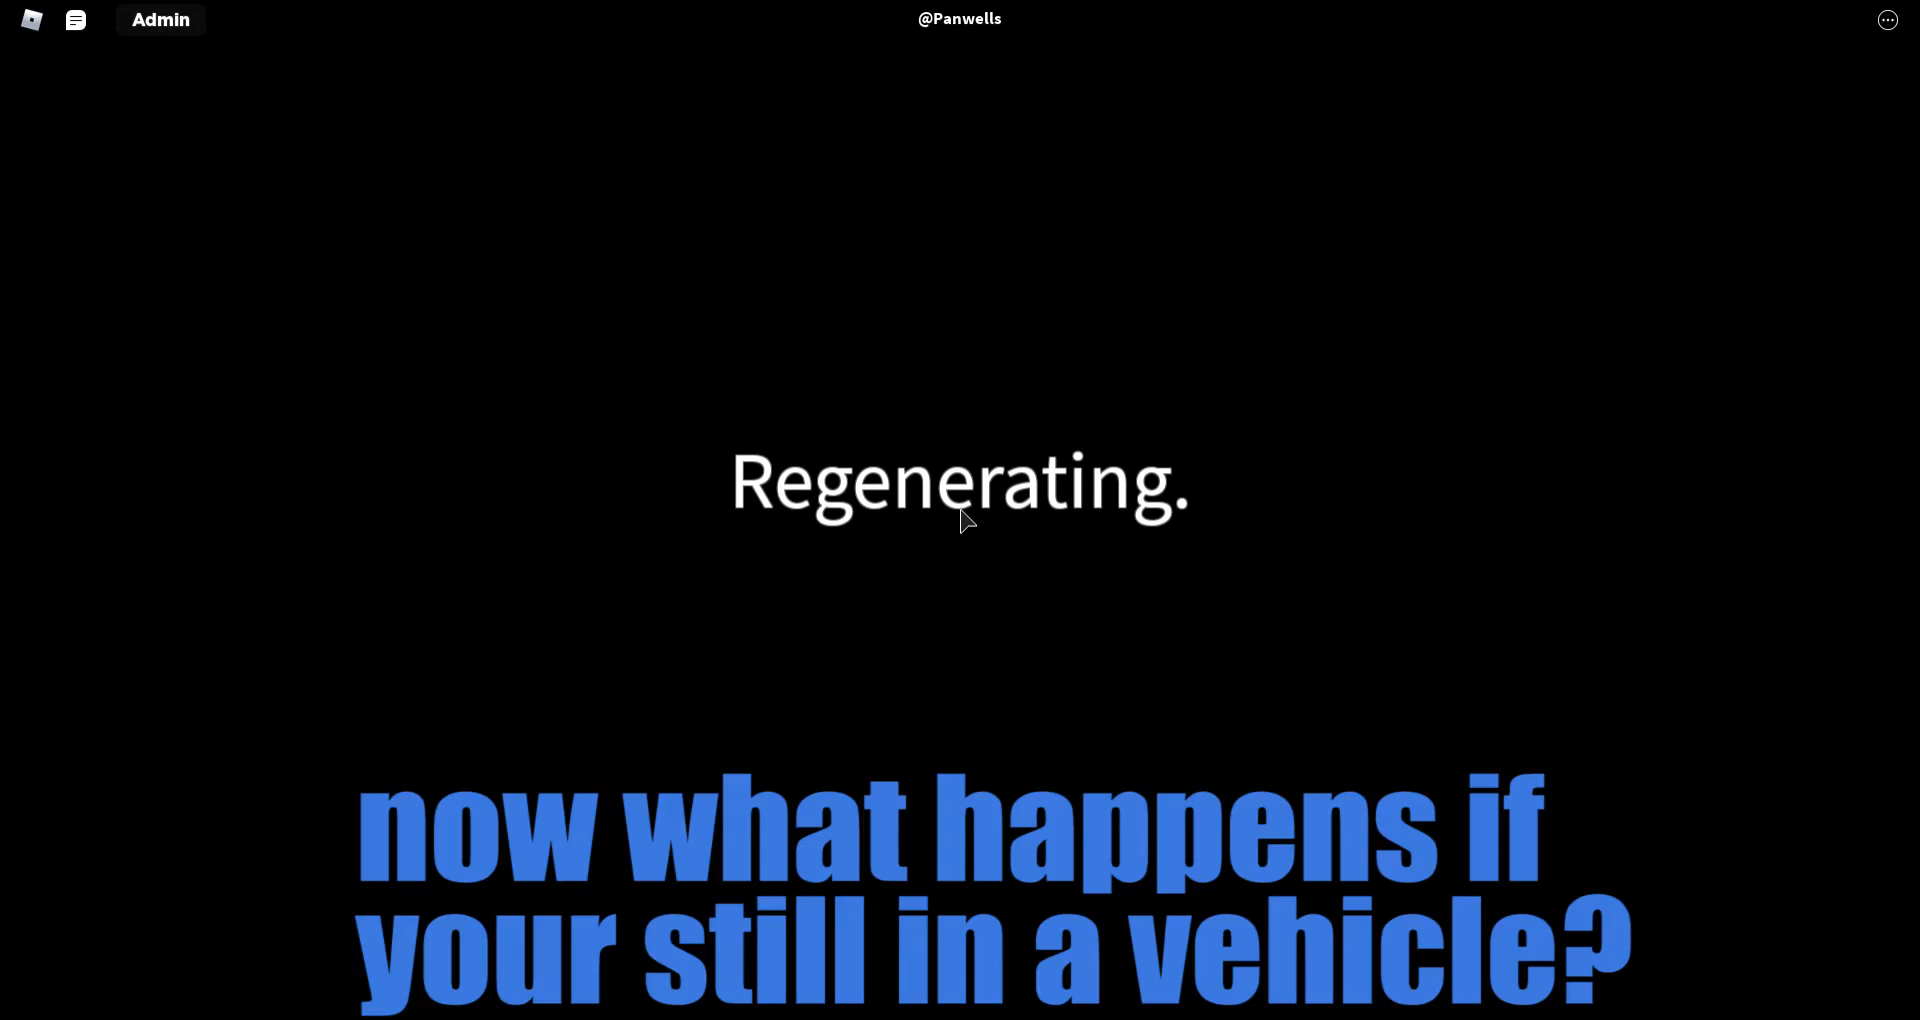 Admin
@Panwells
Regenerating.
now what happens if
your still in a vehicle?